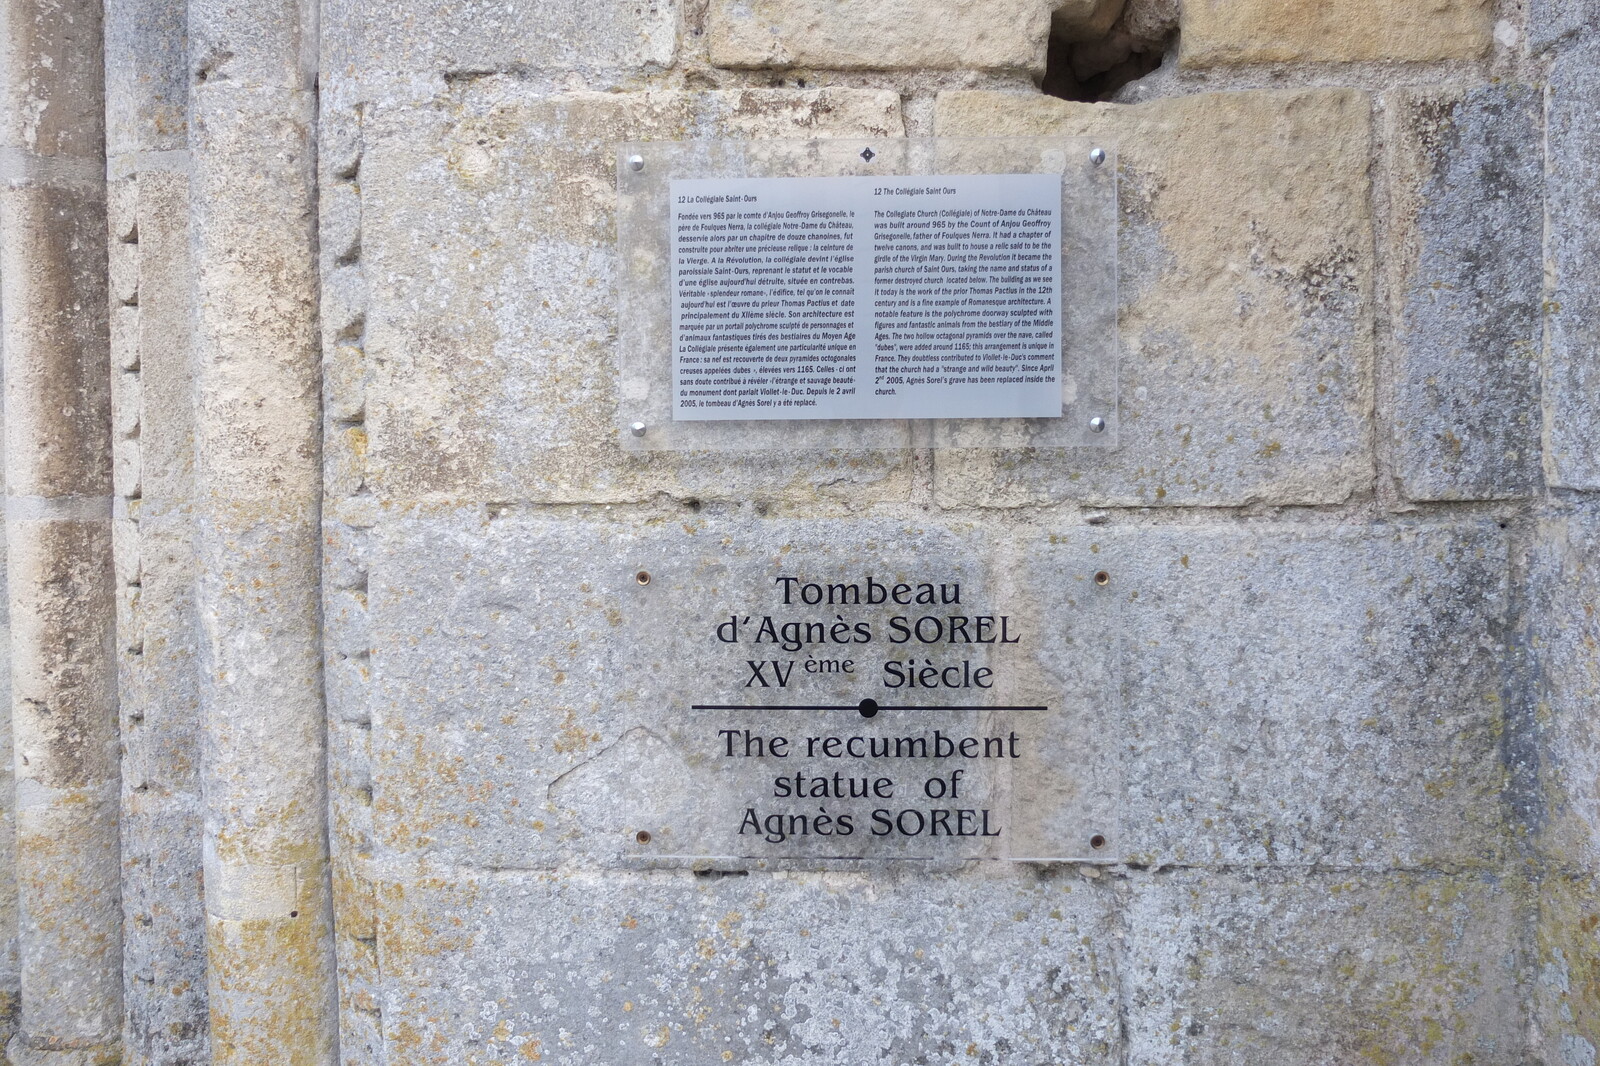 12 La Collégiale Saint-Ours
Fondée vers 965 par le comte d'Anjou Geoffroy Grisegonelle, le
père de Foulques Nerra, la collégiale Notre-Dame du Château,
desservie alors par un chapitre de douze chanoines, fut
construite pour abriter une précieuse relique : la ceinture de
la Vierge. A la Révolution, la collégiale devint l'église
paroissiale Saint-Ours, reprenant le statut et le vocable
d'une église aujourd'hui détruite, située en contrebas.
Véritable «splendeur romane», l'édifice, tel qu'on le connait
aujourd'hui est l'œuvre du prieur Thomas Pactius et date
principalement du XIIème siècle. Son architecture est
marquée par un portail polychrome sculpté de personnages et
d'animaux fantastiques tirés des bestiaires du Moyen Age
La Collégiale présente également une particularité unique en
France : sa nef est recouverte de deux pyramides octogonales
creuses appelées dubes », élevées vers 1165. Celles - ci ont
sans doute contribué à révéler «l'étrange et sauvage beauté»
du monument dont parlait Viollet-le-Duc. Depuis le 2 avril
2005, le tombeau d'Agnès Sorel y a été replacé.
12 The Collégiale Saint Ours
The Collegiate Church (Collégiale) of Notre-Dame du Château
was built around 965 by the Count of Anjou Geoffroy
Grisegonelle, father of Foulques Nerra. It had a chapter of
twelve canons, and was built to house a relic said to be the
girdle of the Virgin Mary. During the Revolution it became the
parish church of Saint Ours, taking the name and status of a
former destroyed church located below. The building as we see
it today is the work of the prior Thomas Pactius in the 12th
century and is a fine example of Romanesque architecture. A
notable feature is the polychrome doorway sculpted with
figures and fantastic animals from the bestiary of the Middle
Ages. The two hollow octagonal pyramids over the nave, called
"dubes", were added around 1165; this arrangement is unique in
France. They doubtless contributed to Viollet-le-Duc's comment
that the church had a "strange and wild beauty". Since April
2nd 2005, Agnès Sorel's grave has been replaced inside the
church.
Tombeau
d'Agnès SOREL
XVème Siècle
The recumbent
statue of
Agnès SOREL